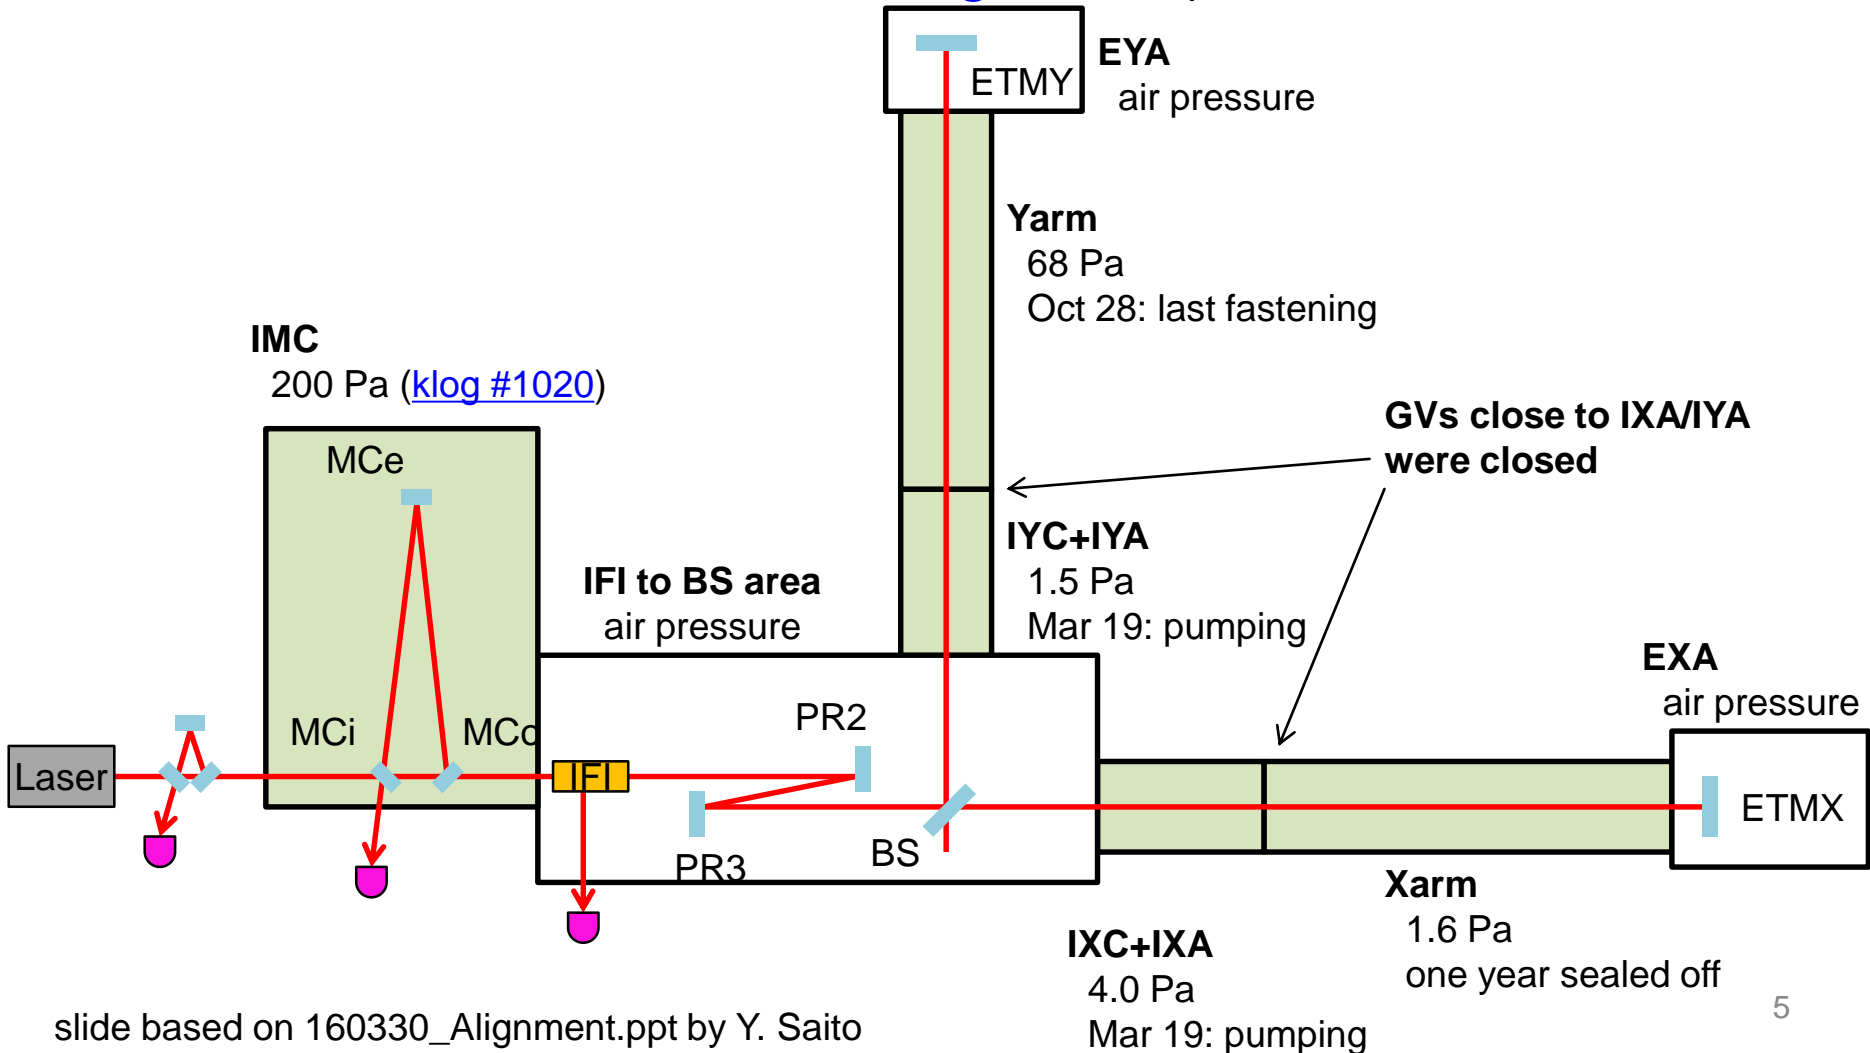 ETMY
EYA
air pressure
Yarm
68 Pa
Oct 28: last fastening
IMC
200 Pa (klog #1020)
GVs close to IXA/IYA
were closed
MCe
IYC+IYA
1.5 Pa
Mar 19: pumping
IFI to BS area
air pressure
EXA
air pressure
MCi
MCo
PR2
Laser
IFI
ETMX
BS
PR3
Xarm
1.6 Pa
one year sealed off
IXC+IXA
4.0 Pa
Mar 19: pumping
5
slide based on 160330_Alignment.ppt by Y. Saito